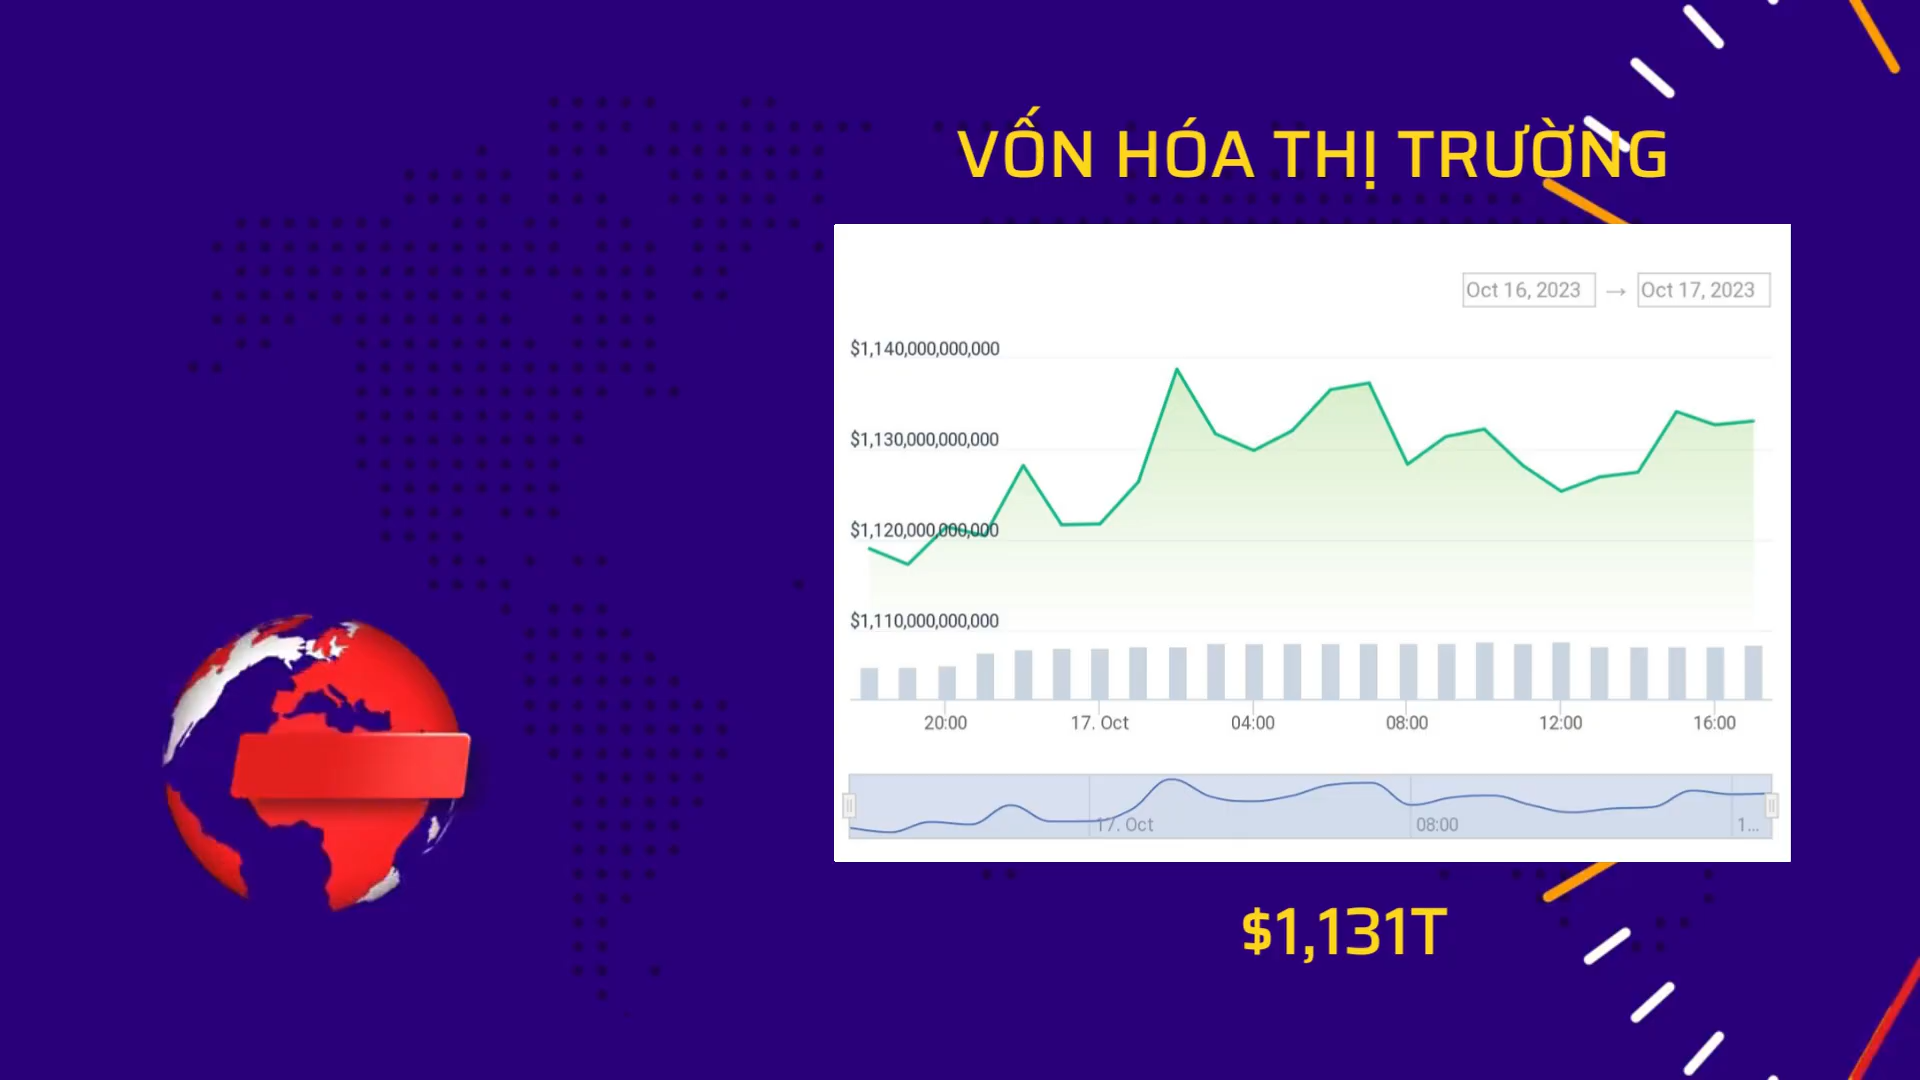 VỐN HÓA THỊ TRƯỜNG
Oct 16, 2023 → Oct 17, 2023
$1,140,000,000,000
$1,130,000,000,000
$1,120,000,000,000
$1,110,000,000,000
20:00 17. Oct 04:00 08:00 12:00 16:00
17. Oct 08:00 1...
$1,131T